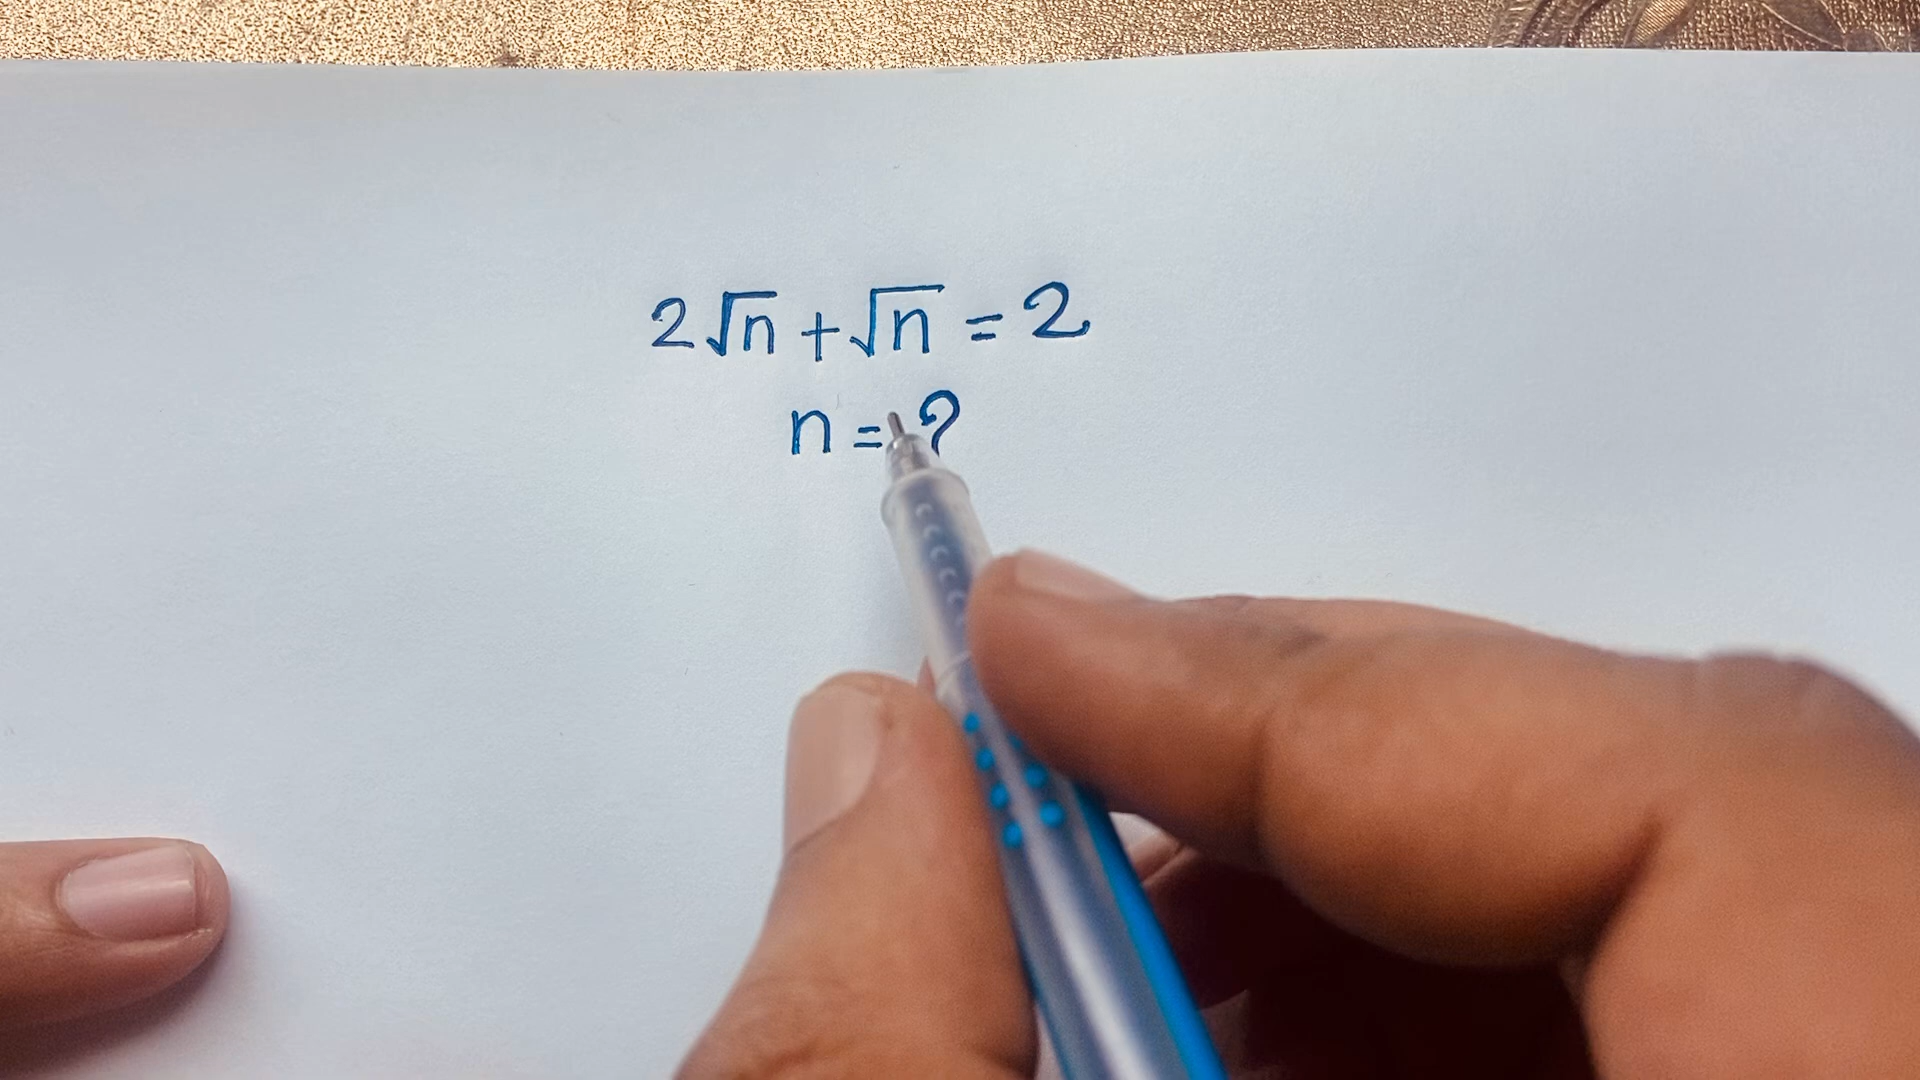 2√n + √n = 2
n = ?